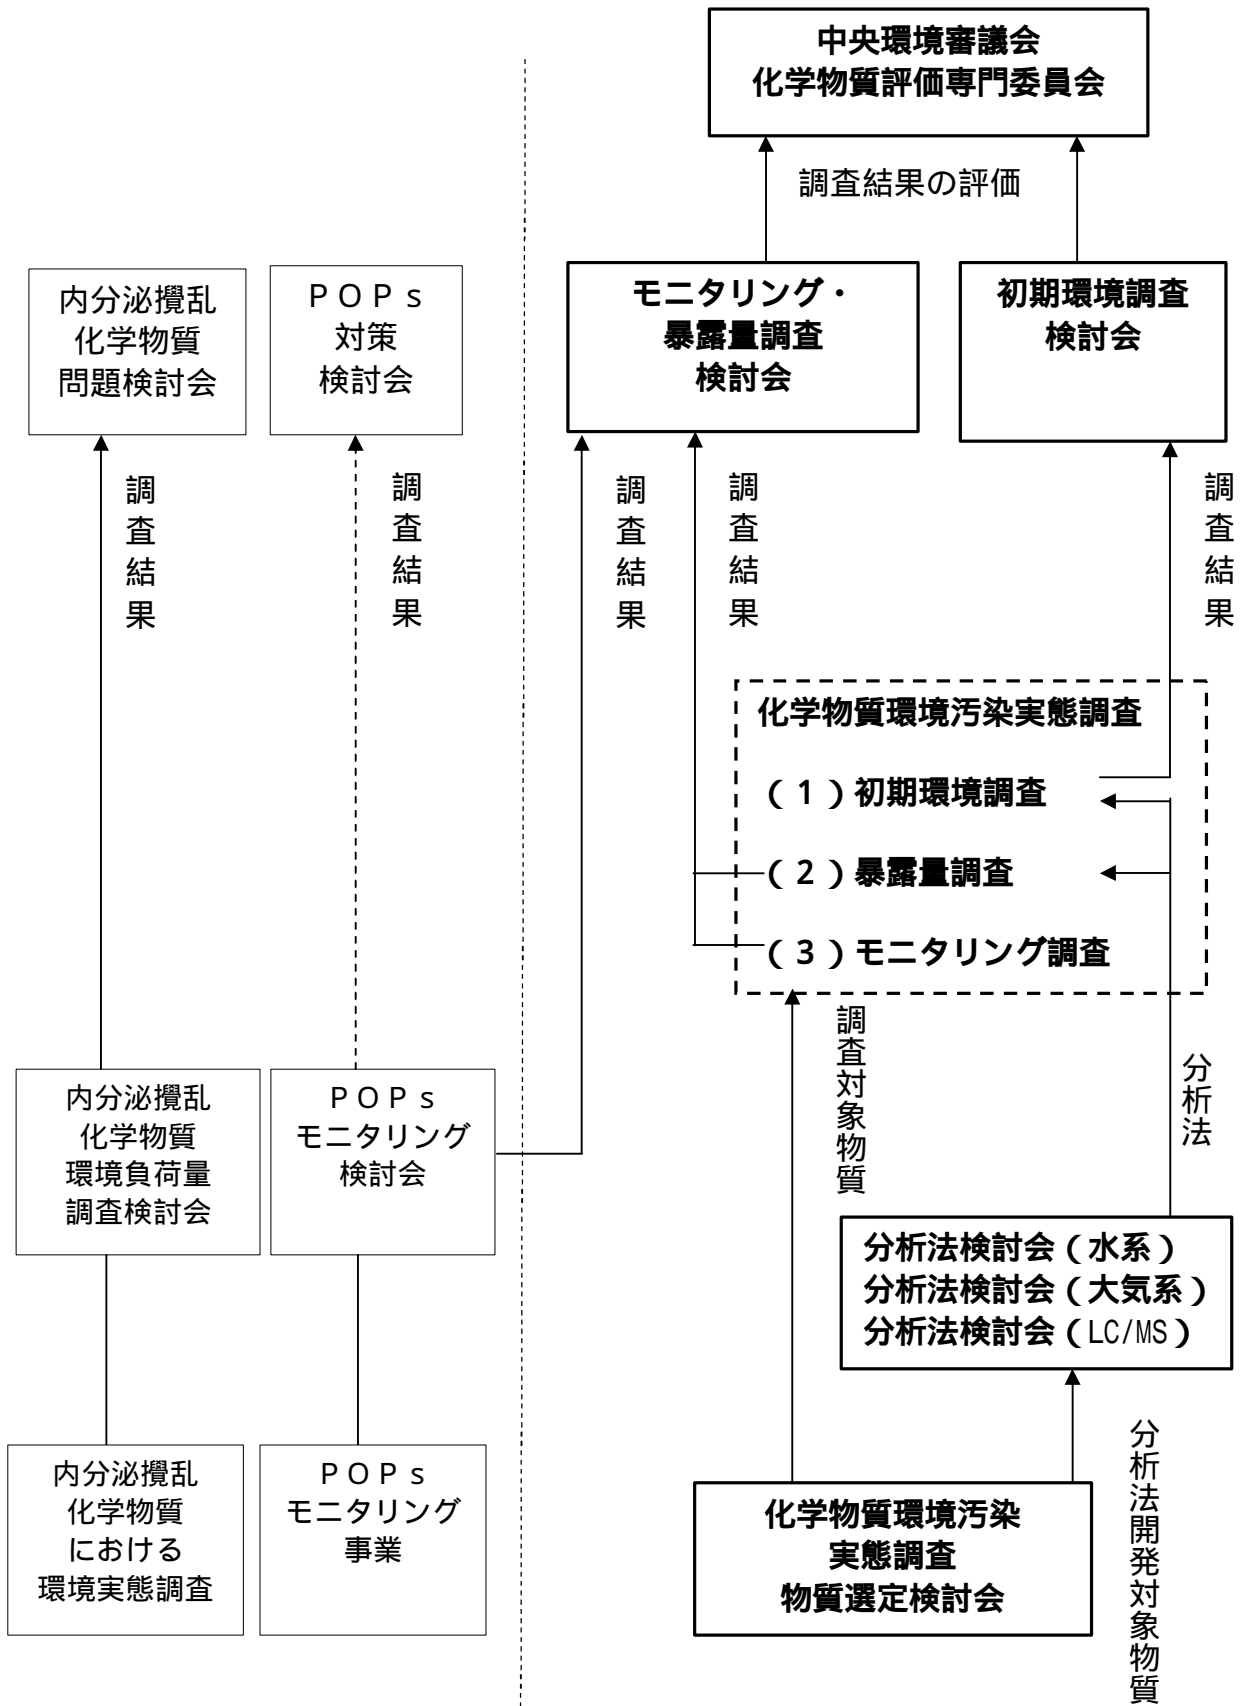 中央環境審議会
化学物質評価専門委員会
調査結果の評価
内分泌攪乱
化学物質
問題検討会
ＰＯＰｓ
対策
検討会
モニタリング・
暴露量調査
検討会
初期環境調査
検討会
調査結果
調査結果
調査結果
調査結果
調査結果
化学物質環境汚染実態調査
（１）初期環境調査
（２）暴露量調査
（３）モニタリング調査
調査対象物質
分析法
内分泌攪乱
化学物質
環境負荷量
調査検討会
ＰＯＰｓ
モニタリング
検討会
分析法検討会（水系）
分析法検討会（大気系）
分析法検討会（LC/MS）
分析法開発対象物質
内分泌攪乱
化学物質
における
環境実態調査
ＰＯＰｓ
モニタリング
事業
化学物質環境汚染
実態調査
物質選定検討会